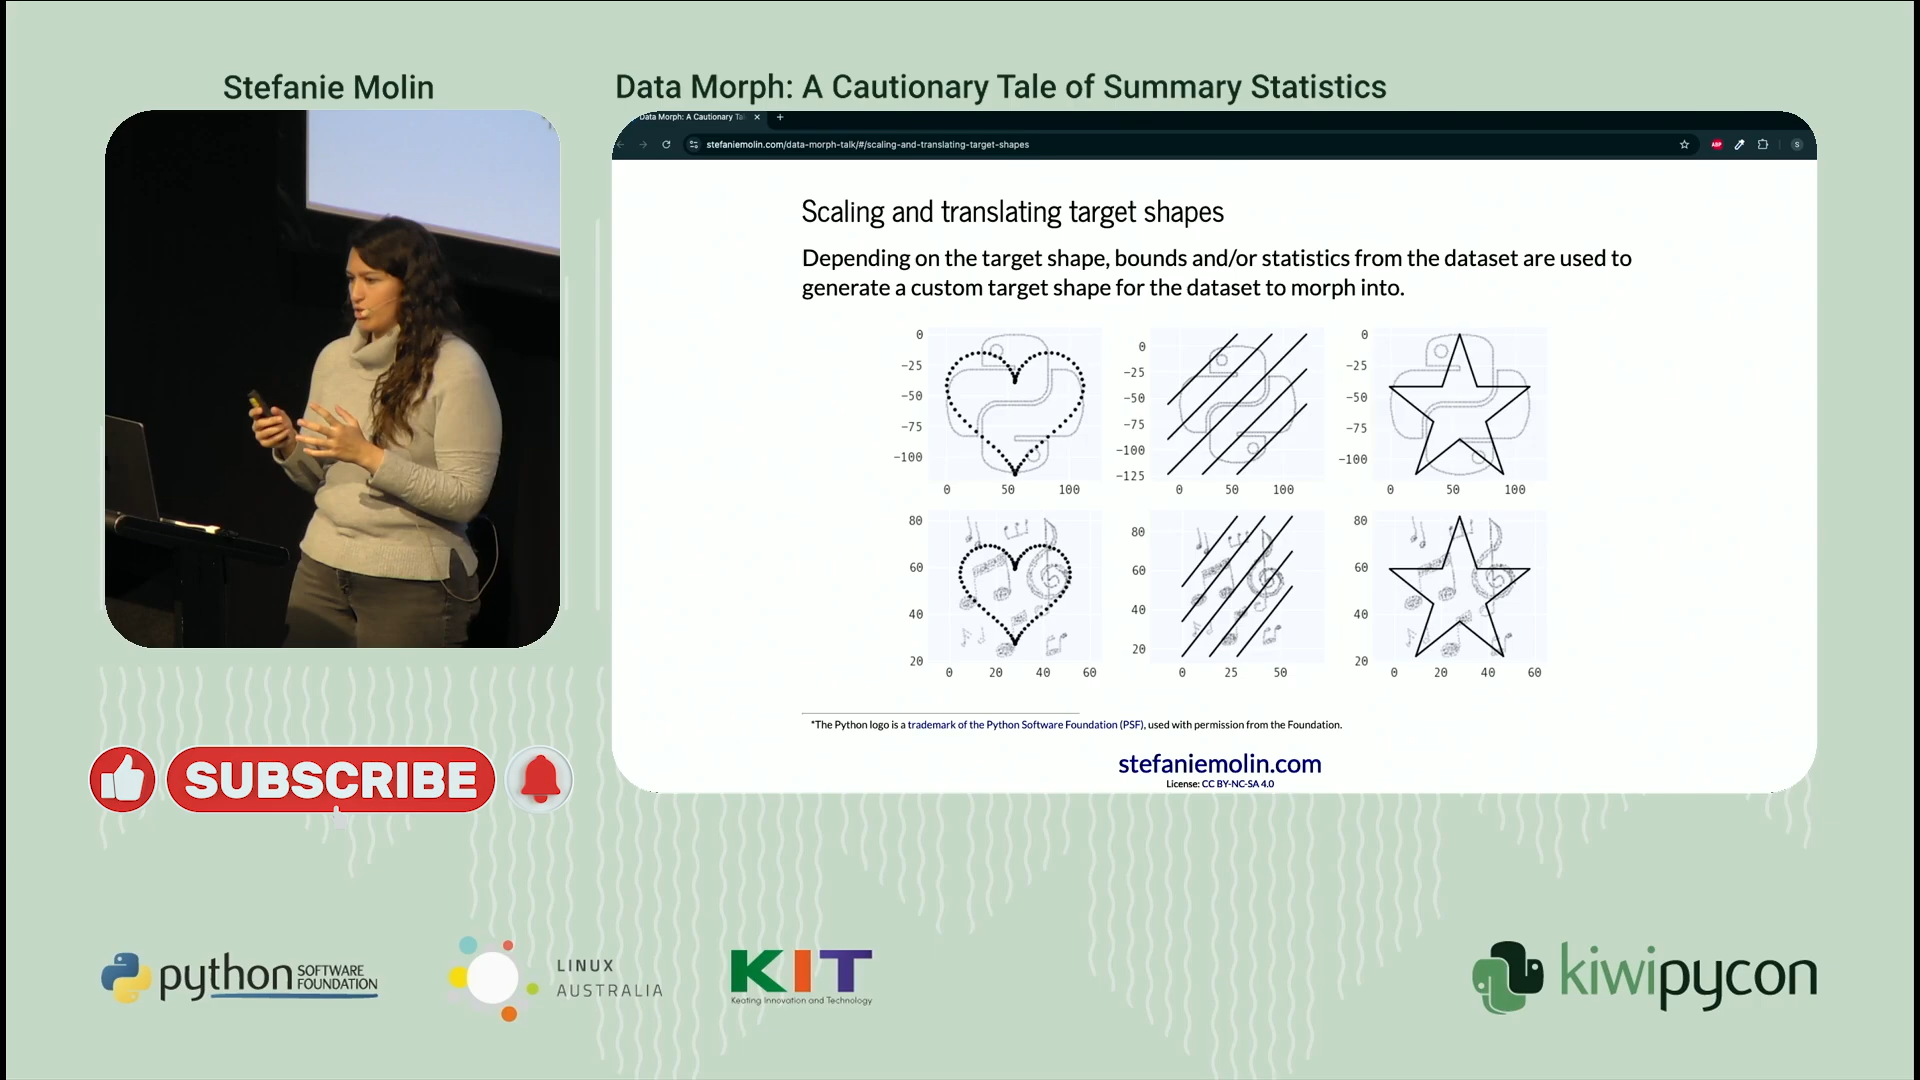 Stefanie Molin
Data Morph: A Cautionary Tale of Summary Statistics
Data Morph: A Cautionary Ta
stefaniemolin.com/data-morph-talk/#/scaling-and-translating-target-shapes
ABP
S
Scaling and translating target shapes
Depending on the target shape, bounds and/or statistics from the dataset are used to
generate a custom target shape for the dataset to morph into.
0
−25
−50
−75
−100
0 50 100
0
−25
−50
−75
−100
−125
0 50 100
0
−25
−50
−75
−100
0 50 100
80
60
40
20
0 20 40 60
80
60
40
20
0 25 50
80
60
40
20
0 20 40 60
*The Python logo is a trademark of the Python Software Foundation (PSF), used with permission from the Foundation.
stefaniemolin.com
License: CC BY-NC-SA 4.0
SUBSCRIBE
python SOFTWARE
FOUNDATION
LINUX
AUSTRALIA
KIT
Keating Innovation and Technology
kiwipycon